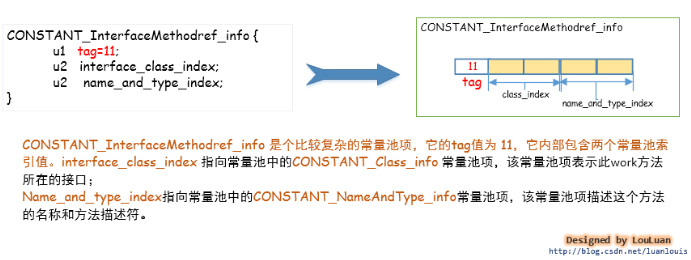 CONSTANT_InterfaceMethodref_info {
u1 tag=11;
u2 interface_class_index;
u2 name_and_type_index;
}
CONSTANT_InterfaceMethodref_info
11
tag
class_index
name_and_type_index
CONSTANT_InterfaceMethodref_info 是个比较复杂的常量池项，它的tag值为 11，它内部包含两个常量池索
引值。interface_class_index 指向常量池中的CONSTANT_Class_info 常量池项，该常量池项表示此work方法
所在的接口；
Name_and_type_index指向常量池中的CONSTANT_NameAndType_info常量池项，该常量池项描述这个方法
的名称和方法描述符。
Designed by LouLuan
http://blog.csdn.net/luanlouis